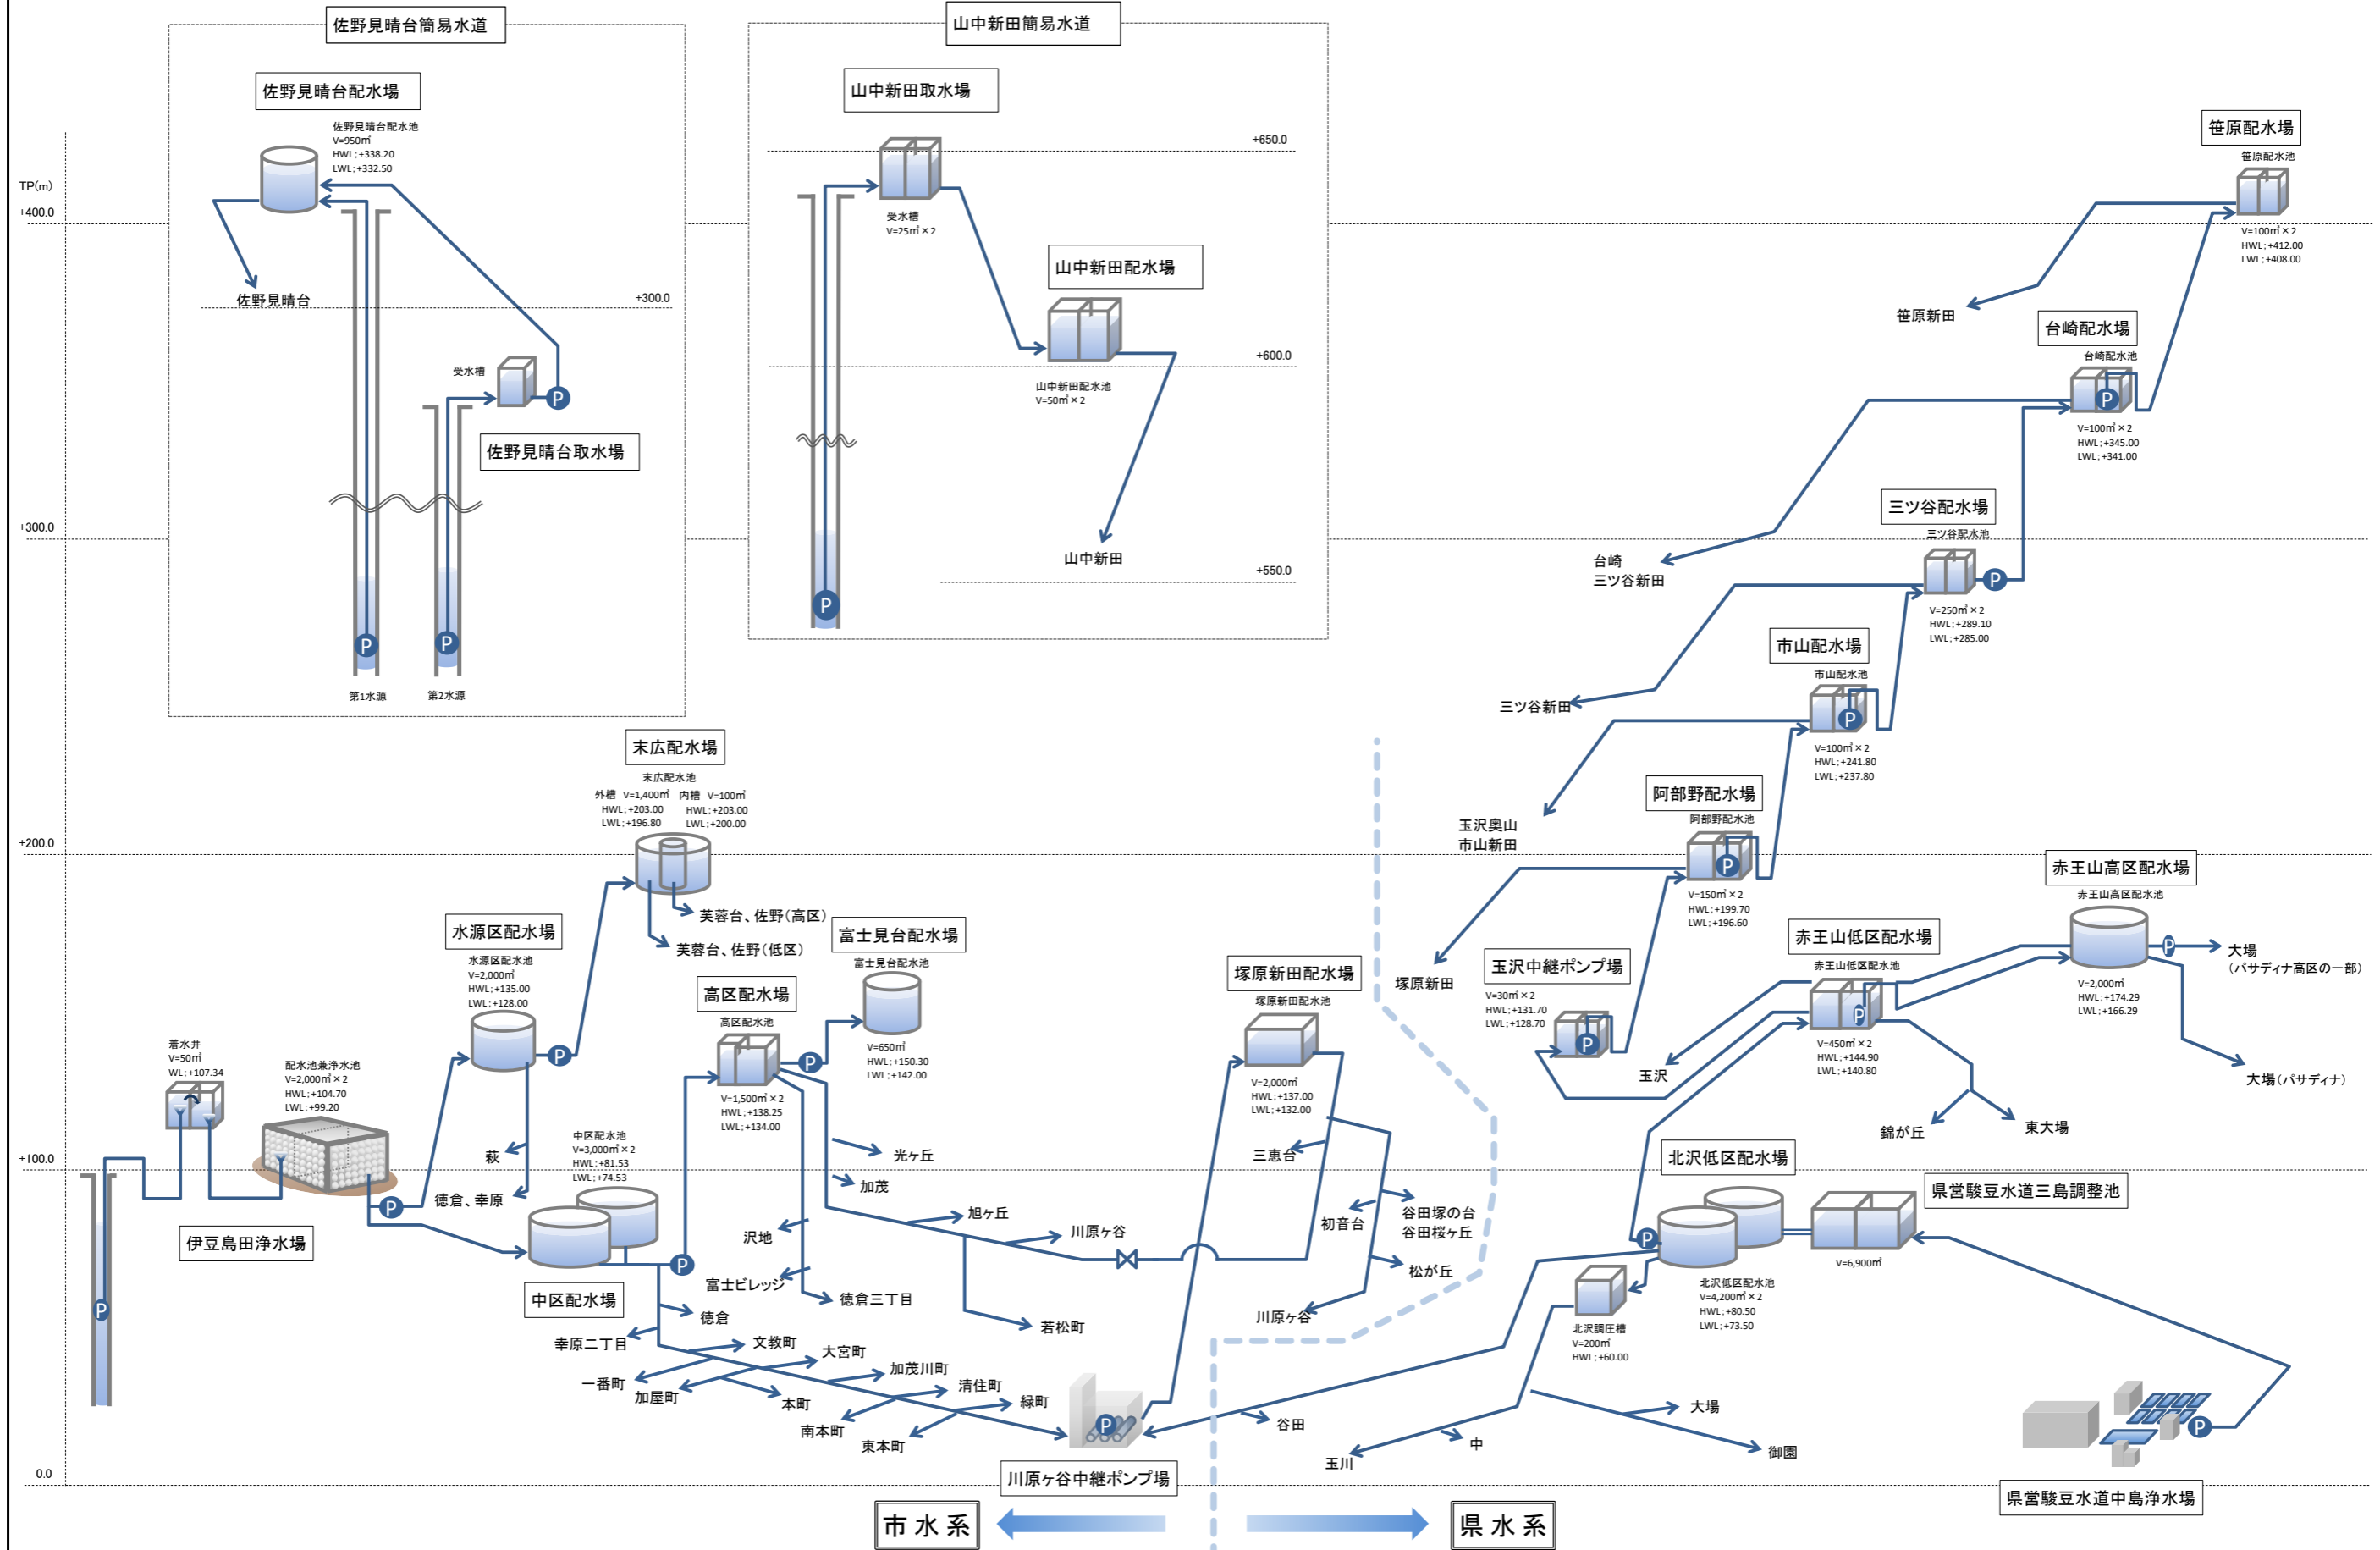 佐野見晴台簡易水道
佐野見晴台配水場
佐野見晴台配水池
V=950㎥
HWL;+338.20
LWL;+332.50
佐野見晴台
+300.0
受水槽
P
佐野見晴台取水場
P
P
第1水源
第2水源
山中新田簡易水道
山中新田取水場
+650.0
受水槽
V=25㎥×2
山中新田配水場
+600.0
山中新田配水池
V=50㎥×2
山中新田
+550.0
P
TP(m)
+400.0
+300.0
+200.0
+100.0
0.0
笹原配水場
笹原配水池
V=100㎥×2
HWL;+412.00
LWL;+408.00
笹原新田
台崎配水場
台崎配水池
P
V=100㎥×2
HWL;+345.00
LWL;+341.00
台崎
三ツ谷新田
三ツ谷配水場
三ツ谷配水池
P
V=250㎥×2
HWL;+289.10
LWL;+285.00
三ツ谷新田
市山配水場
市山配水池
P
V=100㎥×2
HWL;+241.80
LWL;+237.80
玉沢奥山
市山新田
阿部野配水場
阿部野配水池
P
V=150㎥×2
HWL;+199.70
LWL;+196.60
塚原新田
玉沢中継ポンプ場
V=30㎥×2
HWL;+131.70
LWL;+128.70
P
玉沢
赤王山高区配水場
赤王山高区配水池
P
大場
(パサディナ高区の一部)
V=2,000㎥
HWL;+174.29
LWL;+166.29
大場(パサディナ)
赤王山低区配水場
赤王山低区配水池
P
V=450㎥×2
HWL;+144.90
LWL;+140.80
錦が丘
東大場
末広配水場
末広配水池
外槽 V=1,400㎥ 内槽 V=100㎥
HWL;+203.00 HWL;+203.00
LWL;+196.80 LWL;+200.00
芙蓉台、佐野(高区)
芙蓉台、佐野(低区)
水源区配水場
水源区配水池
V=2,000㎥
HWL;+135.00
LWL;+128.00
P
萩
徳倉、幸原
富士見台配水場
富士見台配水池
V=650㎥
HWL;+150.30
LWL;+142.00
高区配水場
高区配水池
P
V=1,500㎥×2
HWL;+138.25
LWL;+134.00
光ヶ丘
加茂
沢地
富士ビレッジ
徳倉三丁目
旭ヶ丘
川原ヶ谷
若松町
塚原新田配水場
塚原新田配水池
V=2,000㎥
HWL;+137.00
LWL;+132.00
三恵台
初音台
谷田塚の台
谷田桜ヶ丘
松が丘
川原ヶ谷
着水井
V=50㎥
WL;+107.34
配水池兼浄水池
V=2,000㎥×2
HWL;+104.70
LWL;+99.20
P
P
伊豆島田浄水場
中区配水池
V=3,000㎥×2
HWL;+81.53
LWL;+74.53
P
中区配水場
徳倉
幸原二丁目
文教町
一番町
大宮町
加屋町
本町
加茂川町
南本町
清住町
東本町
緑町
P
川原ヶ谷中継ポンプ場
北沢低区配水場
P
北沢低区配水池
V=4,200㎥×2
HWL;+80.50
LWL;+73.50
県営駿豆水道三島調整池
V=6,900㎥
北沢調圧槽
V=200㎥
HWL;+60.00
谷田
玉川
中
大場
御園
P
県営駿豆水道中島浄水場
市水系
県水系